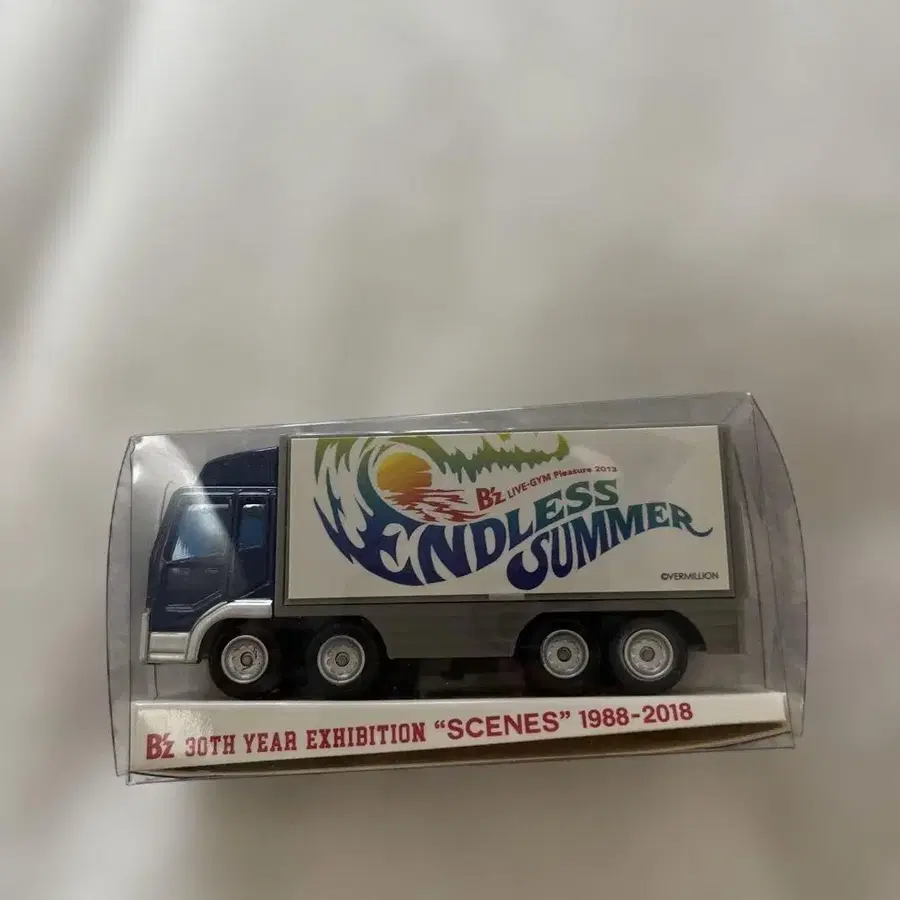 B'z LIVE-GYM Pleasure 2013
ENDLESS
SUMMER
©VERMILLION
B'z 30TH YEAR EXHIBITION “SCENES” 1988-2018